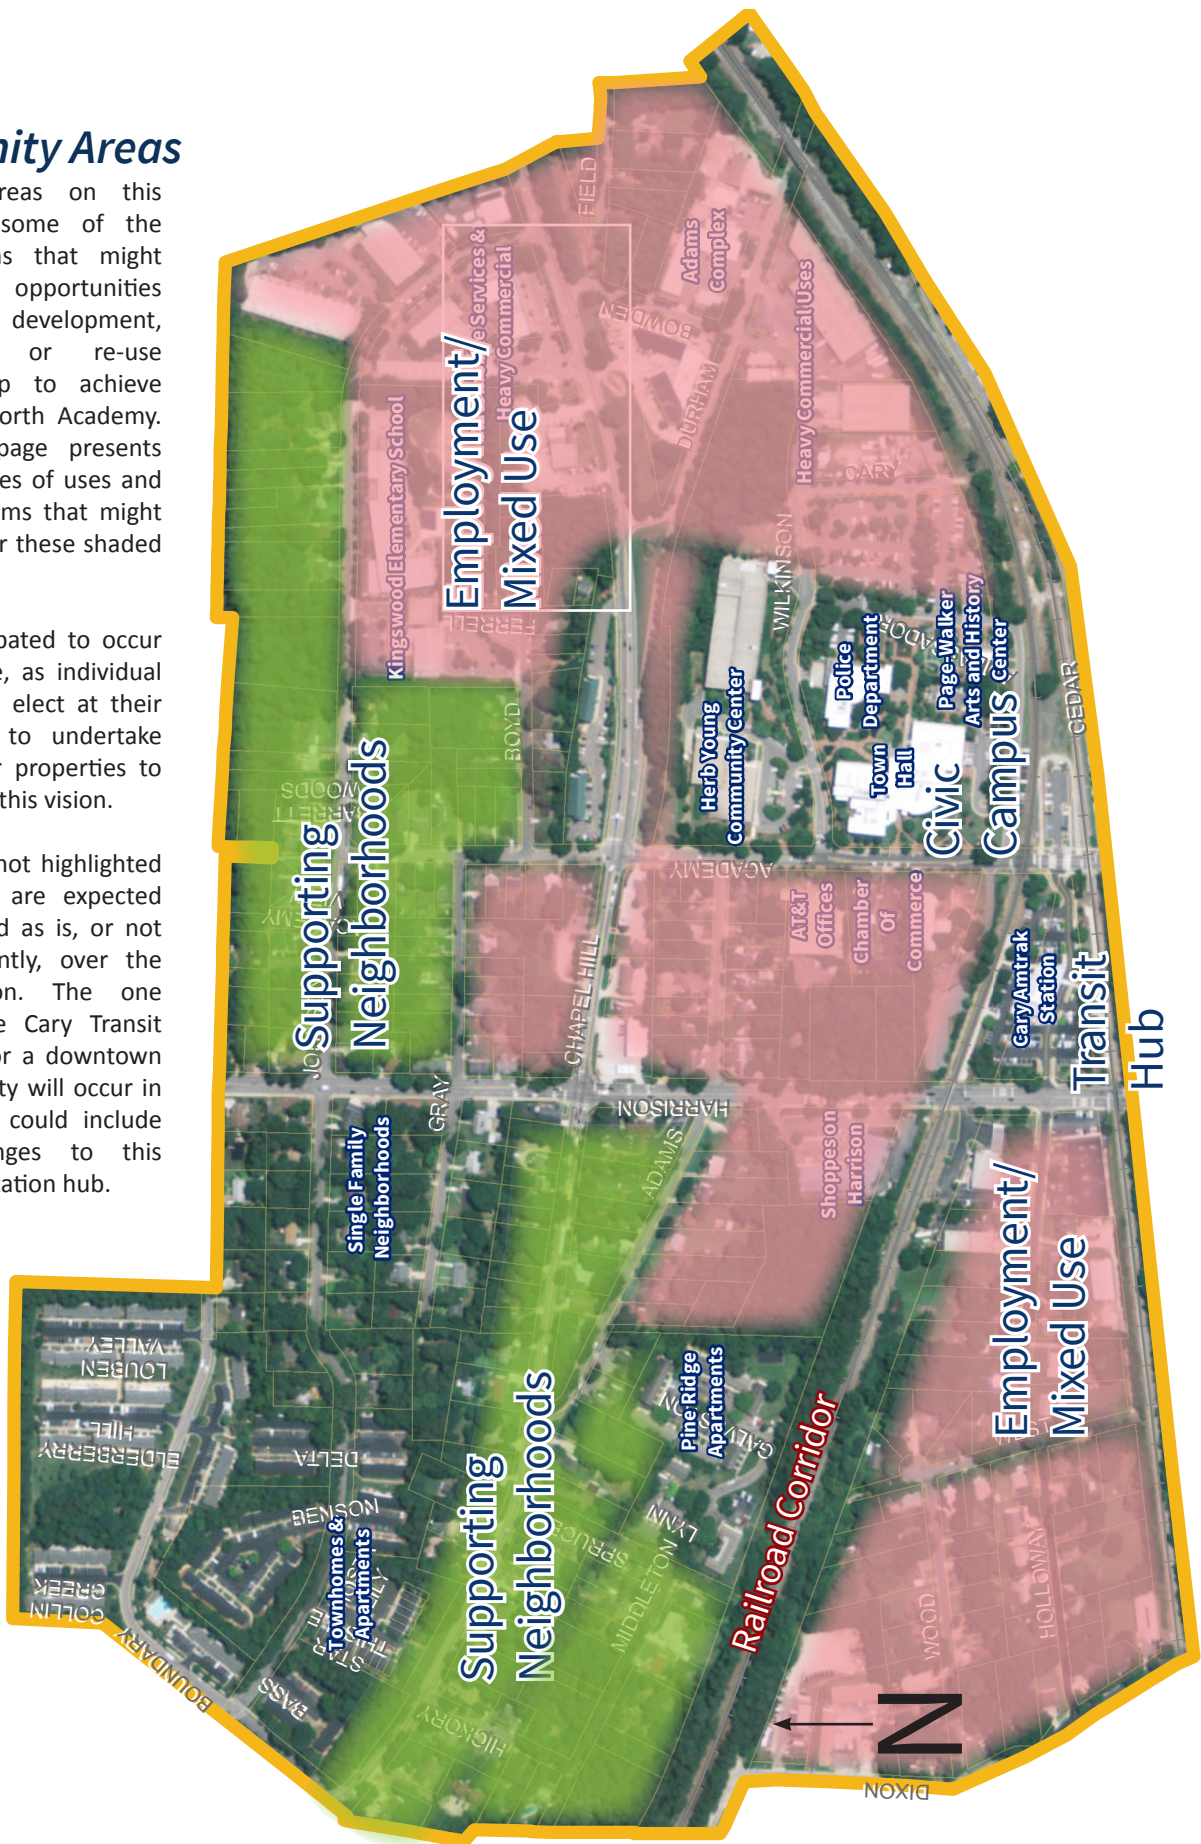 nity Areas
reas on this
some of the
ns that might
opportunities
development,
or re-use
p to achieve
orth Academy.
page presents
es of uses and
ms that might
r these shaded
pated to occur
e, as individual
elect at their
to undertake
r properties to
this vision.
not highlighted
are expected
d as is, or not
ntly, over the
on. The one
e Cary Transit
or a downtown
ty will occur in
could include
nges to this
tation hub.
FIELD
Services &
Heavy Commercial
Adams
Complex
BOWDEN
Employment/
Mixed Use
DURHAM
Heavy Commercial Uses
Kingswood Elementary School
CARY
TERRELL
WILKINSON
Police
Department
Page-Walker
Arts and History
Center
Herb Young
Community Center
Town
Hall
Civic
Campus
CEDAR
BOYD
WOODS
Supporting
Neighborhoods
ACADEMY
AT&T
Offices
Chamber
Of
Commerce
CHAPEL HILL
Cary Amtrak
Station
Transit
Hub
GRAY
HARRISON
Single Family
Neighborhoods
ADAMS
Shoppes on
Harrison
Employment/
Mixed Use
WEST
LOUBEN
VALLEY
ELDERBERRY
HILL
DELTA
BENSON
Townhomes &
Apartments
COLLIN
CREEK
BOUNDARY
BASS
Supporting
Neighborhoods
SPRUCE
Pine Ridge
Apartments
LYNN
MIDDLETON
HICKORY
Railroad Corridor
WOOD
HOLLOWAY
N
DIXON